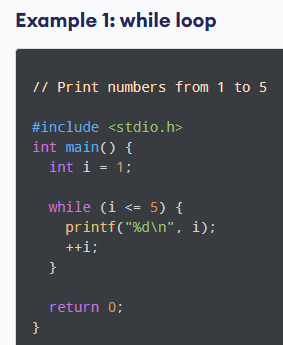 Example 1: while loop
// Print numbers from 1 to 5
#include <stdio.h>
int main() {
  int i = 1;
  while (i <= 5) {
    printf("%d\n", i);
    ++i;
  }
  return 0;
}